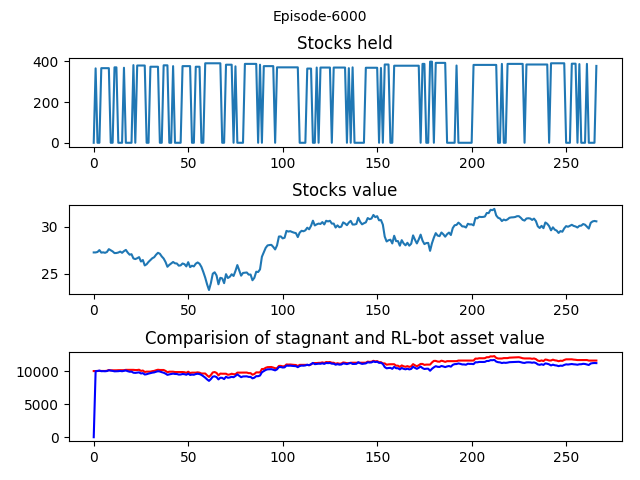 Episode-6000
Stocks held
400
200
0
0 50 100 150 200 250
Stocks value
30
25
0 50 100 150 200 250
Comparision of stagnant and RL-bot asset value
10000
5000
0
0 50 100 150 200 250